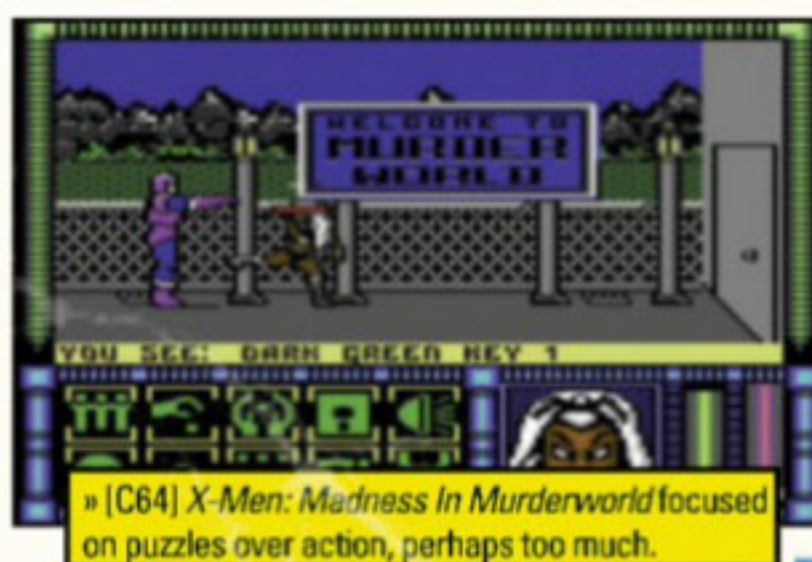 WELCOME TO
MURDER
WORLD
YOU SEE: DARK GREEN KEY 1
» [C64] X-Men: Madness In Murderworld focused
on puzzles over action, perhaps too much.